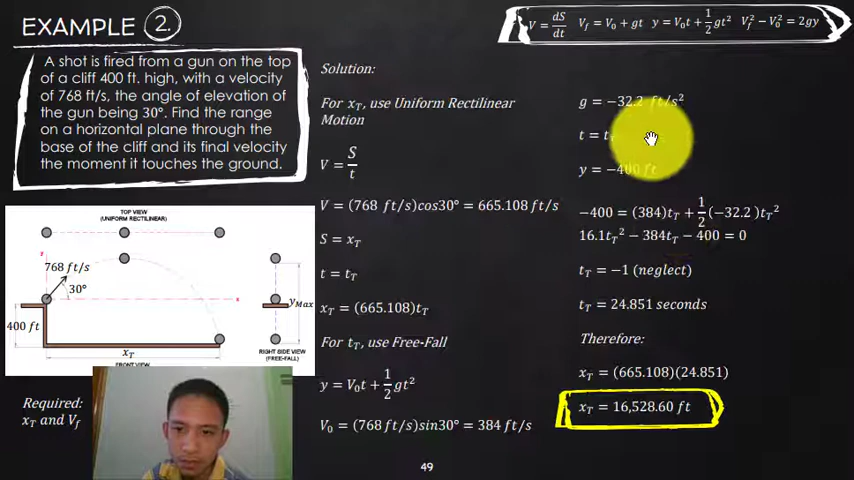 EXAMPLE 2.
V = dS/dt   V_f = V_0 + gt   y = V_0t + 1/2 gt²   V_f² − V_0² = 2gy
A shot is fired from a gun on the top
of a cliff 400 ft. high, with a velocity
of 768 ft/s, the angle of elevation of
the gun being 30°. Find the range
on a horizontal plane through the
base of the cliff and its final velocity
the moment it touches the ground.
TOP VIEW
(UNIFORM RECTILINEAR)
y
768 ft/s
30°
x
400 ft
x_T
FRONT VIEW
y_Max
RIGHT SIDE VIEW
(FREE-FALL)
Required:
x_T and V_f
Solution:
For x_T, use Uniform Rectilinear
Motion
V = S/t
V = (768 ft/s)cos30° = 665.108 ft/s
S = x_T
t = t_T
x_T = (665.108)t_T
For t_T, use Free-Fall
y = V_0t + 1/2 gt²
V_0 = (768 ft/s)sin30° = 384 ft/s
g = −32.2 ft/s²
t = t_T
y = −400 ft
−400 = (384)t_T + 1/2 (−32.2)t_T²
16.1t_T² − 384t_T − 400 = 0
t_T = −1 (neglect)
t_T = 24.851 seconds
Therefore:
x_T = (665.108)(24.851)
x_T = 16,528.60 ft
49